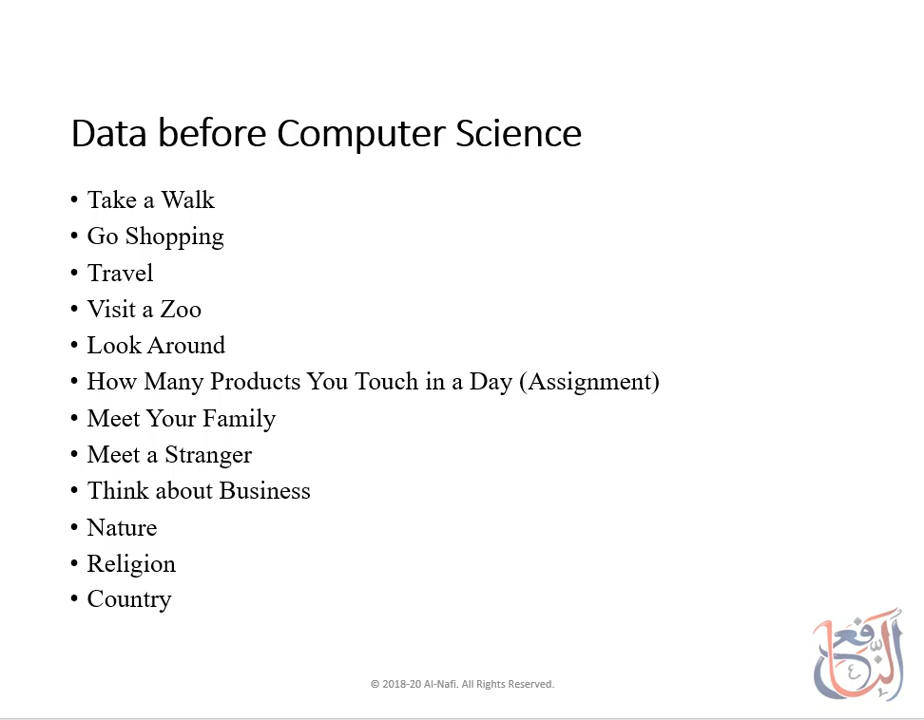 Data before Computer Science
• Take a Walk
• Go Shopping
• Travel
• Visit a Zoo
• Look Around
• How Many Products You Touch in a Day (Assignment)
• Meet Your Family
• Meet a Stranger
• Think about Business
• Nature
• Religion
• Country
النافع
© 2018-20 Al-Nafi. All Rights Reserved.